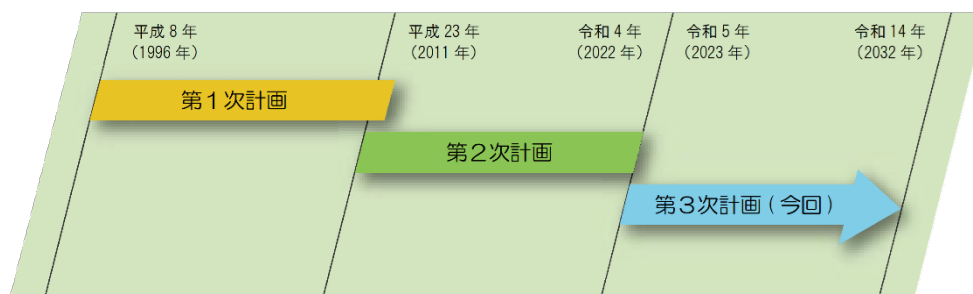 平成 8 年
（1996 年）
平成 23 年
（2011 年）
令和 4 年
（2022 年）
令和 5 年
（2023 年）
令和 14 年
（2032 年）
第１次計画
第２次計画
第３次計画 ( 今回 )